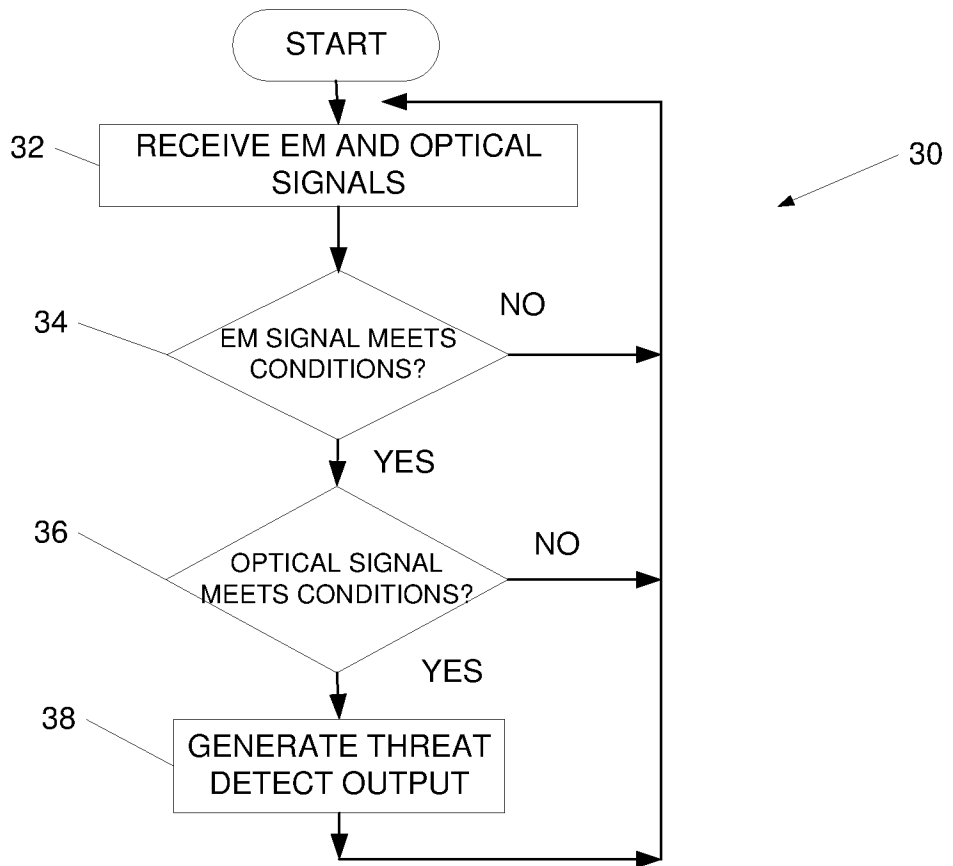 START
32
RECEIVE EM AND OPTICAL
SIGNALS
30
34
EM SIGNAL MEETS
CONDITIONS?
NO
YES
36
OPTICAL SIGNAL
MEETS CONDITIONS?
NO
YES
38
GENERATE THREAT
DETECT OUTPUT